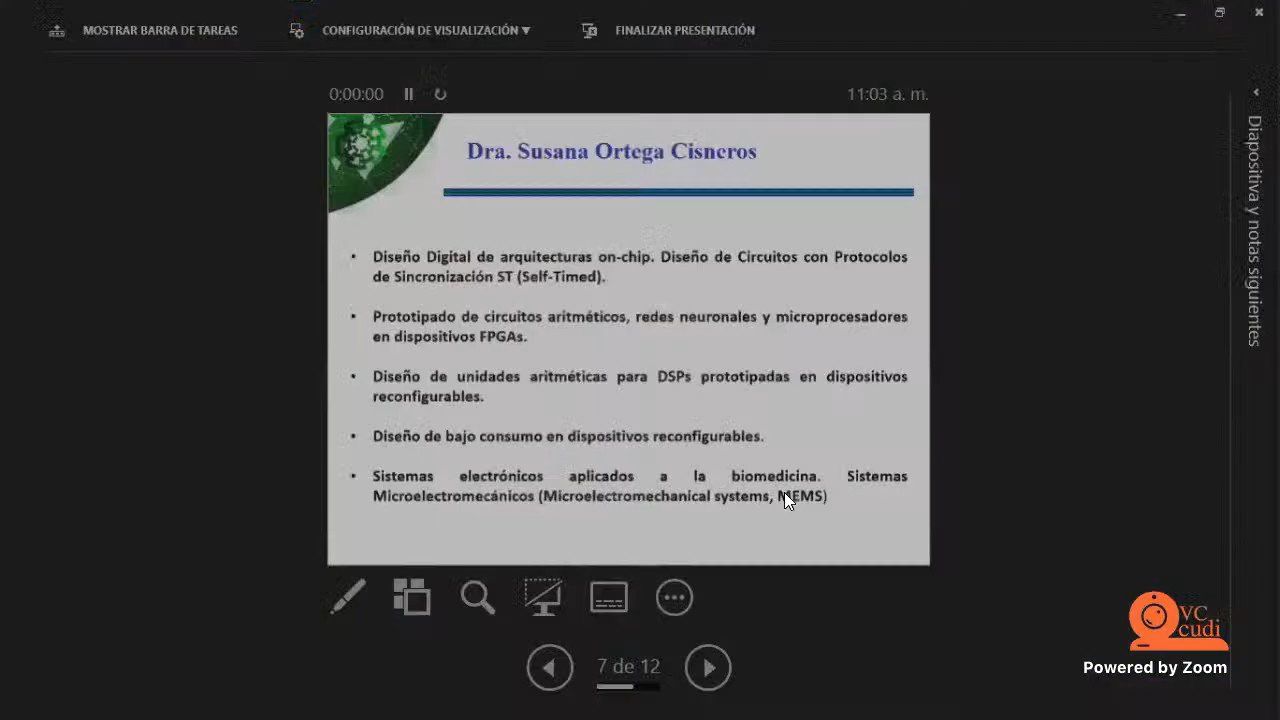 MOSTRAR BARRA DE TAREAS
CONFIGURACIÓN DE VISUALIZACIÓN ▼
FINALIZAR PRESENTACIÓN
0:00:00
11:03 a. m.
Dra. Susana Ortega Cisneros
• Diseño Digital de arquitecturas on-chip. Diseño de Circuitos con Protocolos
de Sincronización ST (Self-Timed).
• Prototipado de circuitos aritméticos, redes neuronales y microprocesadores
en dispositivos FPGAs.
• Diseño de unidades aritméticas para DSPs prototipadas en dispositivos
reconfigurables.
• Diseño de bajo consumo en dispositivos reconfigurables.
• Sistemas electrónicos aplicados a la biomedicina. Sistemas
Microelectromecánicos (Microelectromechanical systems, MEMS)
Diapositiva y notas siguientes
7 de 12
VC
cudi
Powered by Zoom